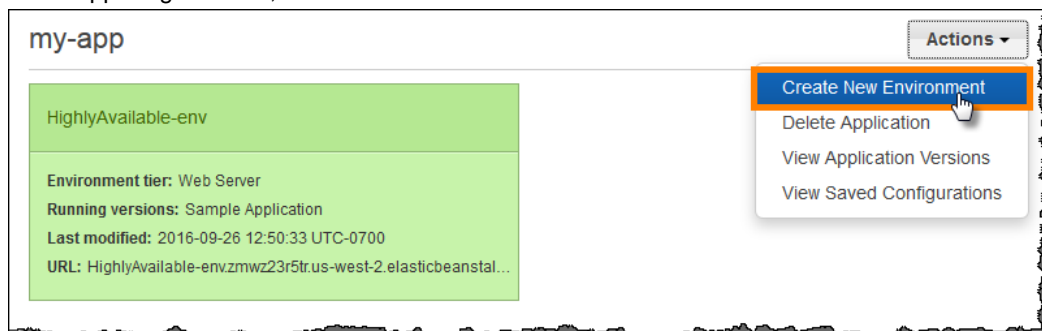 my-app
Actions
Create New Environment
Delete Application
View Application Versions
View Saved Configurations
HighlyAvailable-env
Environment tier: Web Server
Running versions: Sample Application
Last modified: 2016-09-26 12:50:33 UTC-0700
URL: HighlyAvailable-env.zmwz23r5tr.us-west-2.elasticbeanstal...